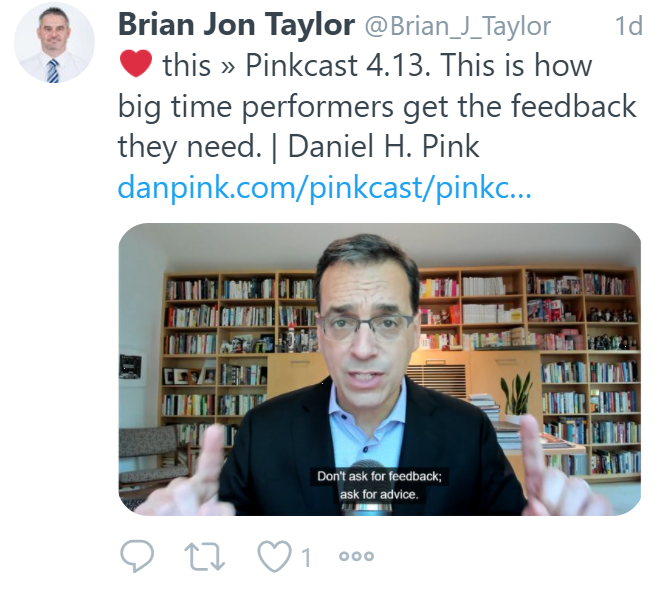 Brian Jon Taylor @Brian_J_Taylor 1d
❤️ this » Pinkcast 4.13. This is how
big time performers get the feedback
they need. | Daniel H. Pink
danpink.com/pinkcast/pinkc...
Don't ask for feedback;
ask for advice.
1